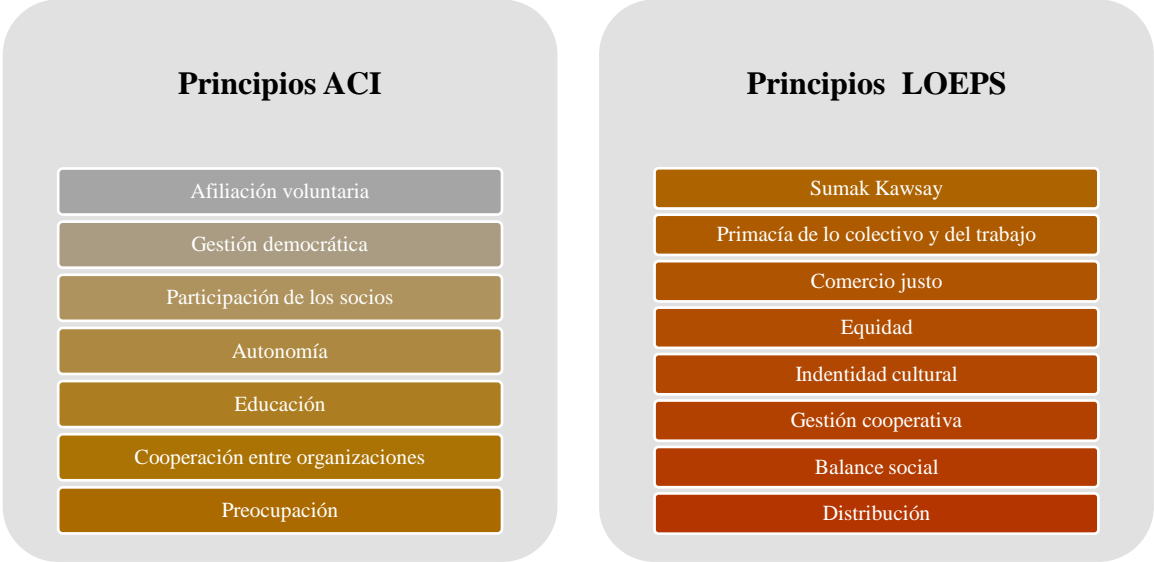 Principios ACI
Afiliación voluntaria
Gestión democrática
Participación de los socios
Autonomía
Educación
Cooperación entre organizaciones
Preocupación
Principios LOEPS
Sumak Kawsay
Primacía de lo colectivo y del trabajo
Comercio justo
Equidad
Indentidad cultural
Gestión cooperativa
Balance social
Distribución